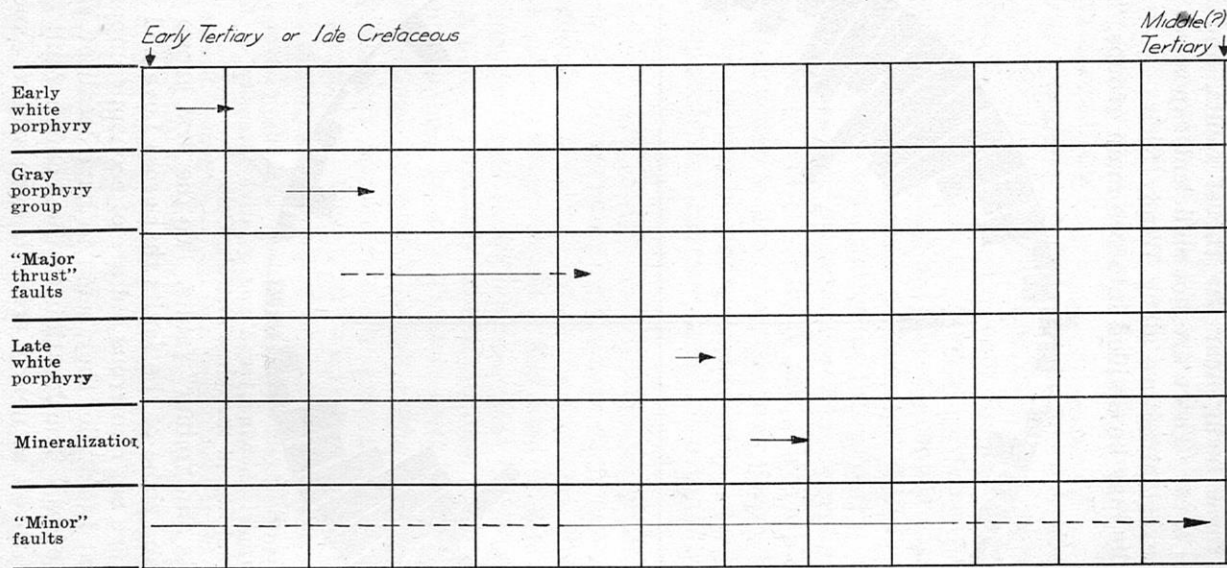 Early Tertiary or late Cretaceous
Middle(?)
Tertiary
Early
white
porphyry
Gray
porphyry
group
"Major
thrust"
faults
Late
white
porphyry
Mineralization
"Minor"
faults